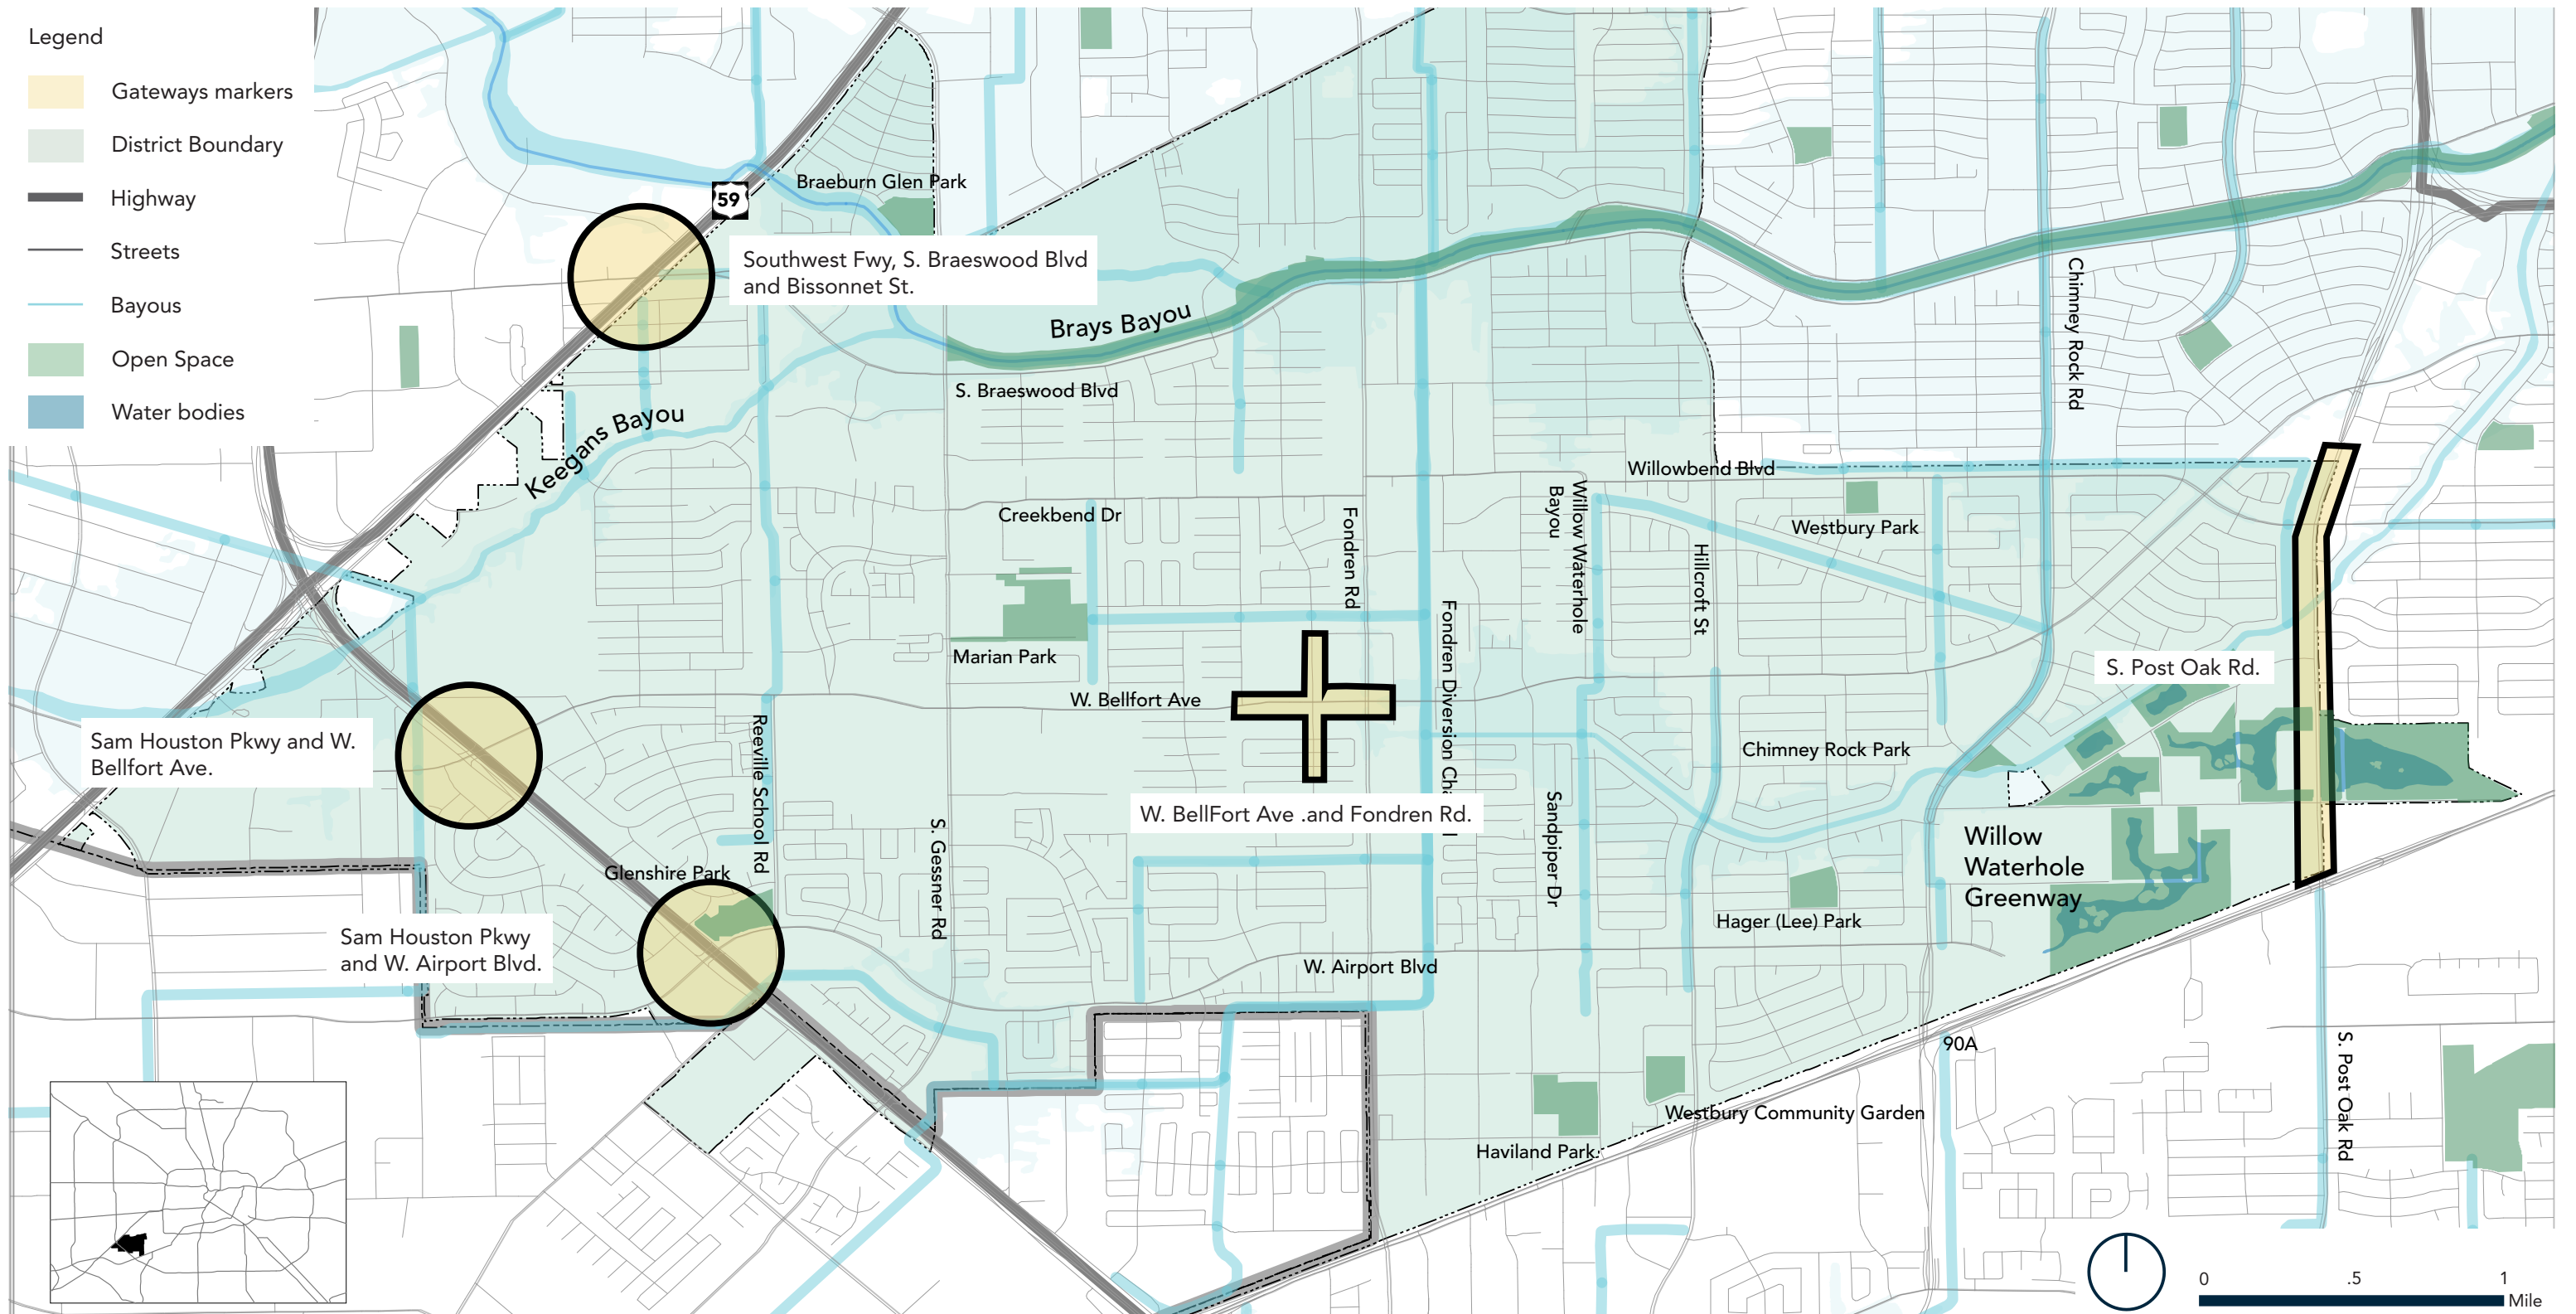 Legend
Gateways markers
District Boundary
Highway
Streets
Bayous
Open Space
Water bodies
59
Braeburn Glen Park
Southwest Fwy, S. Braeswood Blvd
and Bissonnet St.
Brays Bayou
S. Braeswood Blvd
Keegans Bayou
Chimney Rock Rd
Willowbend Blvd
Creekbend Dr
Fondren Rd
Willow Waterhole
Bayou
Westbury Park
Hillcroft St
Marian Park
W. Bellfort Ave
Fondren Diversion Cha l
S. Post Oak Rd.
Sam Houston Pkwy and W.
Bellfort Ave.
Reeville School Rd
Chimney Rock Park
W. BellFort Ave .and Fondren Rd.
Sandpiper Dr
S. Gessner Rd
Willow
Waterhole
Greenway
Glenshire Park
Hager (Lee) Park
Sam Houston Pkwy
and W. Airport Blvd.
W. Airport Blvd
90A
S. Post Oak Rd
Westbury Community Garden
Haviland Park
0 .5 1
Mile